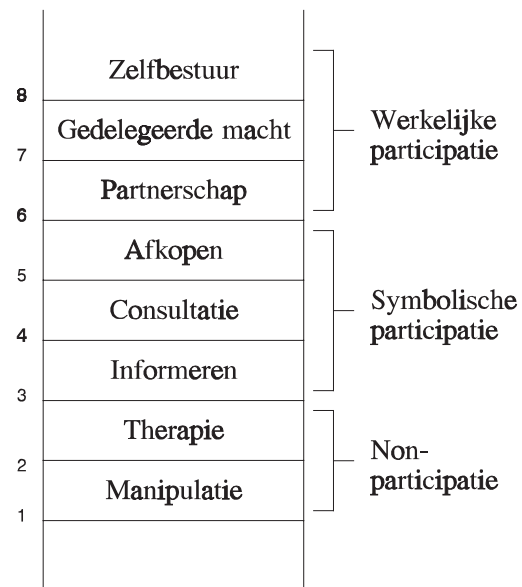 Zelfbestuur
8
Gedelegeerde macht
7
Partnerschap
6
Werkelijke
participatie
Afkopen
5
Consultatie
4
Informeren
3
Symbolische
participatie
Therapie
2
Manipulatie
1
Non-
participatie